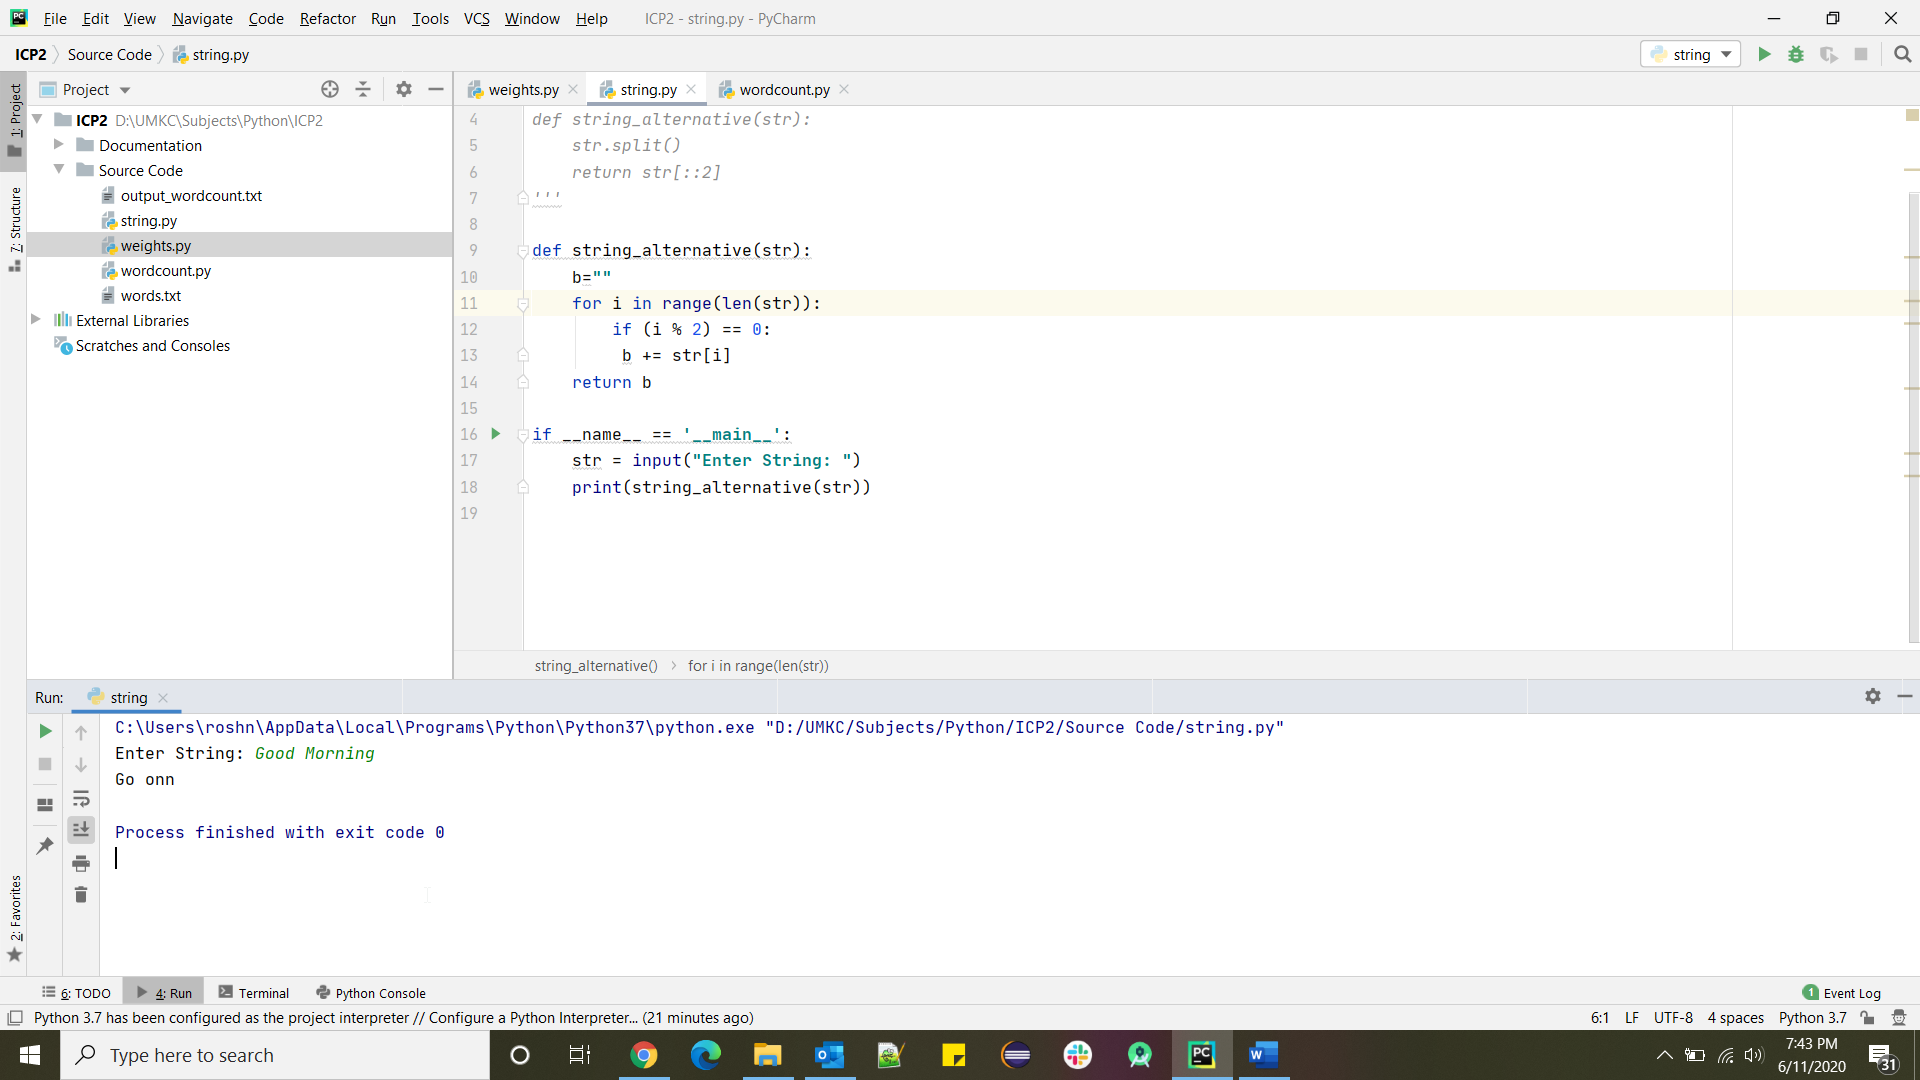 File Edit View Navigate Code Refactor Run Tools VCS Window Help ICP2 - string.py - PyCharm
ICP2 Source Code string.py string
Project
weights.py string.py wordcount.py
1: Project
7: Structure
2: Favorites
ICP2 D:\UMKC\Subjects\Python\ICP2
Documentation
Source Code
output_wordcount.txt
string.py
weights.py
wordcount.py
words.txt
External Libraries
Scratches and Consoles
4 def string_alternative(str):
5 str.split()
6 return str[::2]
7 '''
8
9 def string_alternative(str):
10 b=""
11 for i in range(len(str)):
12 if (i % 2) == 0:
13 b += str[i]
14 return b
15
16 if __name__ == '__main__':
17 str = input("Enter String: ")
18 print(string_alternative(str))
19
string_alternative() › for i in range(len(str))
Run: string
C:\Users\roshn\AppData\Local\Programs\Python\Python37\python.exe "D:/UMKC/Subjects/Python/ICP2/Source Code/string.py"
Enter String: Good Morning
Go onn
Process finished with exit code 0
6: TODO 4: Run Terminal Python Console 1 Event Log
Python 3.7 has been configured as the project interpreter // Configure a Python Interpreter... (21 minutes ago) 6:1 LF UTF-8 4 spaces Python 3.7
Type here to search
PC
W
7:43 PM
6/11/2020
31